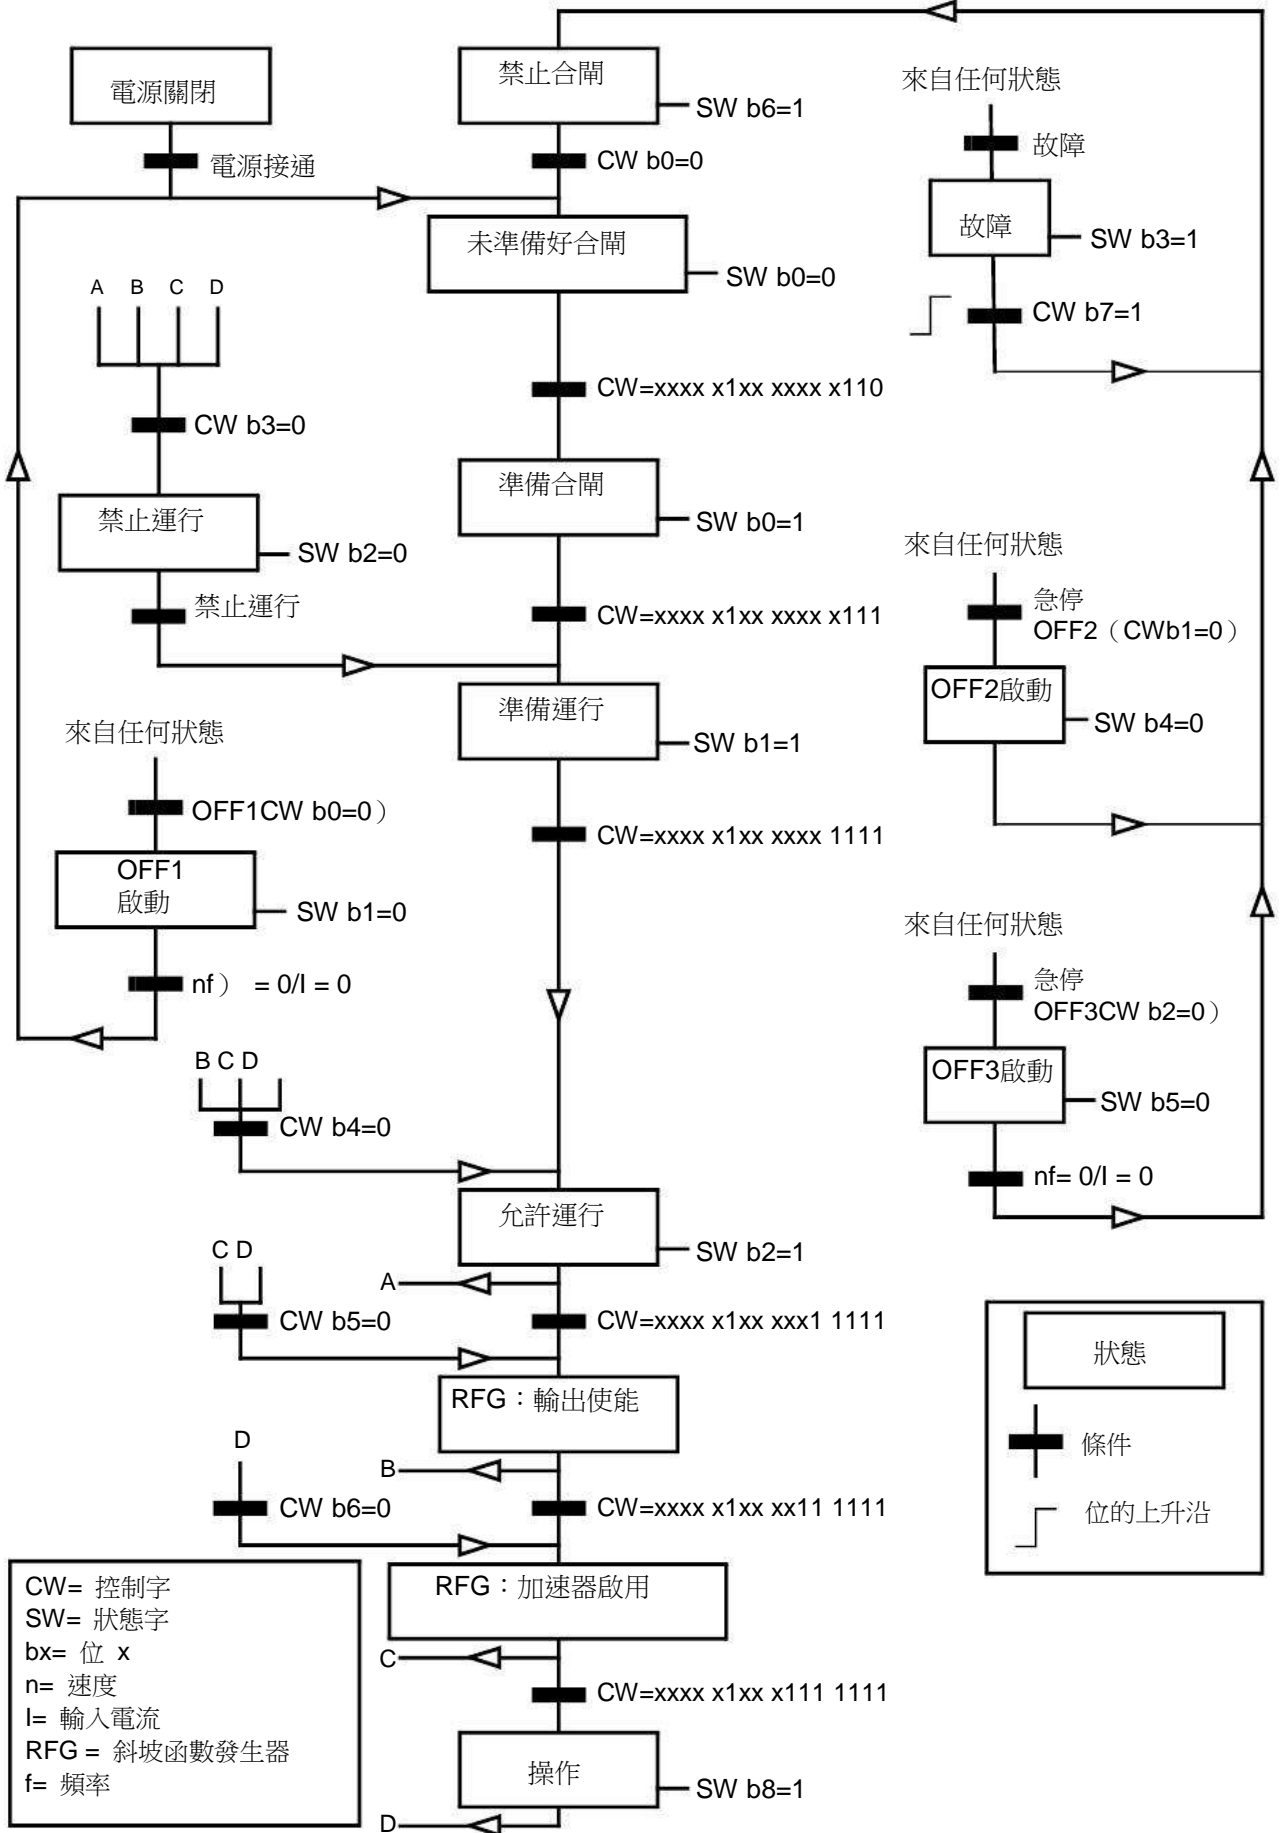 電源關閉
電源接通
禁止合閘
SW b6=1
CW b0=0
未準備好合閘
SW b0=0
CW=xxxx x1xx xxxx x110
準備合閘
SW b0=1
CW=xxxx x1xx xxxx x111
準備運行
SW b1=1
CW=xxxx x1xx xxxx 1111
A B C D
CW b3=0
禁止運行
SW b2=0
禁止運行
來自任何狀態
OFF1CW b0=0）
OFF1
啟動
SW b1=0
nf） = 0/I = 0
B C D
CW b4=0
允許運行
SW b2=1
A
C D
CW b5=0
CW=xxxx x1xx xxx1 1111
RFG：輸出使能
B
D
CW b6=0
CW=xxxx x1xx xx11 1111
RFG：加速器啟用
C
CW=xxxx x1xx x111 1111
操作
SW b8=1
D
來自任何狀態
故障
故障
SW b3=1
CW b7=1
來自任何狀態
急停
OFF2（CWb1=0）
OFF2啟動
SW b4=0
來自任何狀態
急停
OFF3CW b2=0）
OFF3啟動
SW b5=0
nf= 0/I = 0
狀態
條件
位的上升沿
CW= 控制字
SW= 狀態字
bx= 位 x
n= 速度
I= 輸入電流
RFG = 斜坡函數發生器
f= 頻率